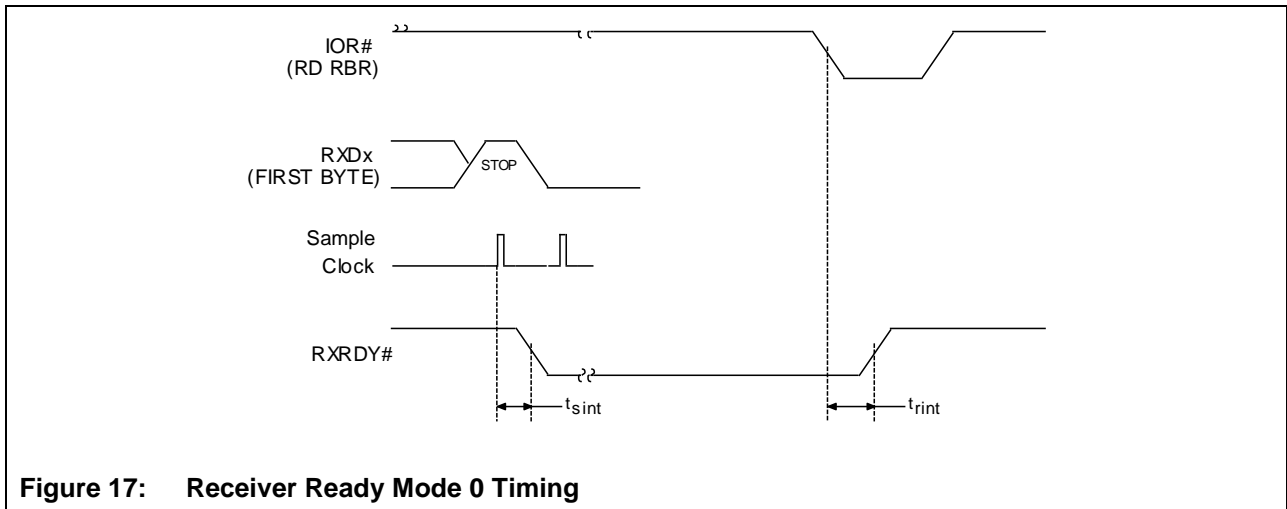 IOR#
(RD RBR)
RXDx
(FIRST BYTE)
STOP
Sample
Clock
RXRDY#
tsint
trint
Figure 17: Receiver Ready Mode 0 Timing